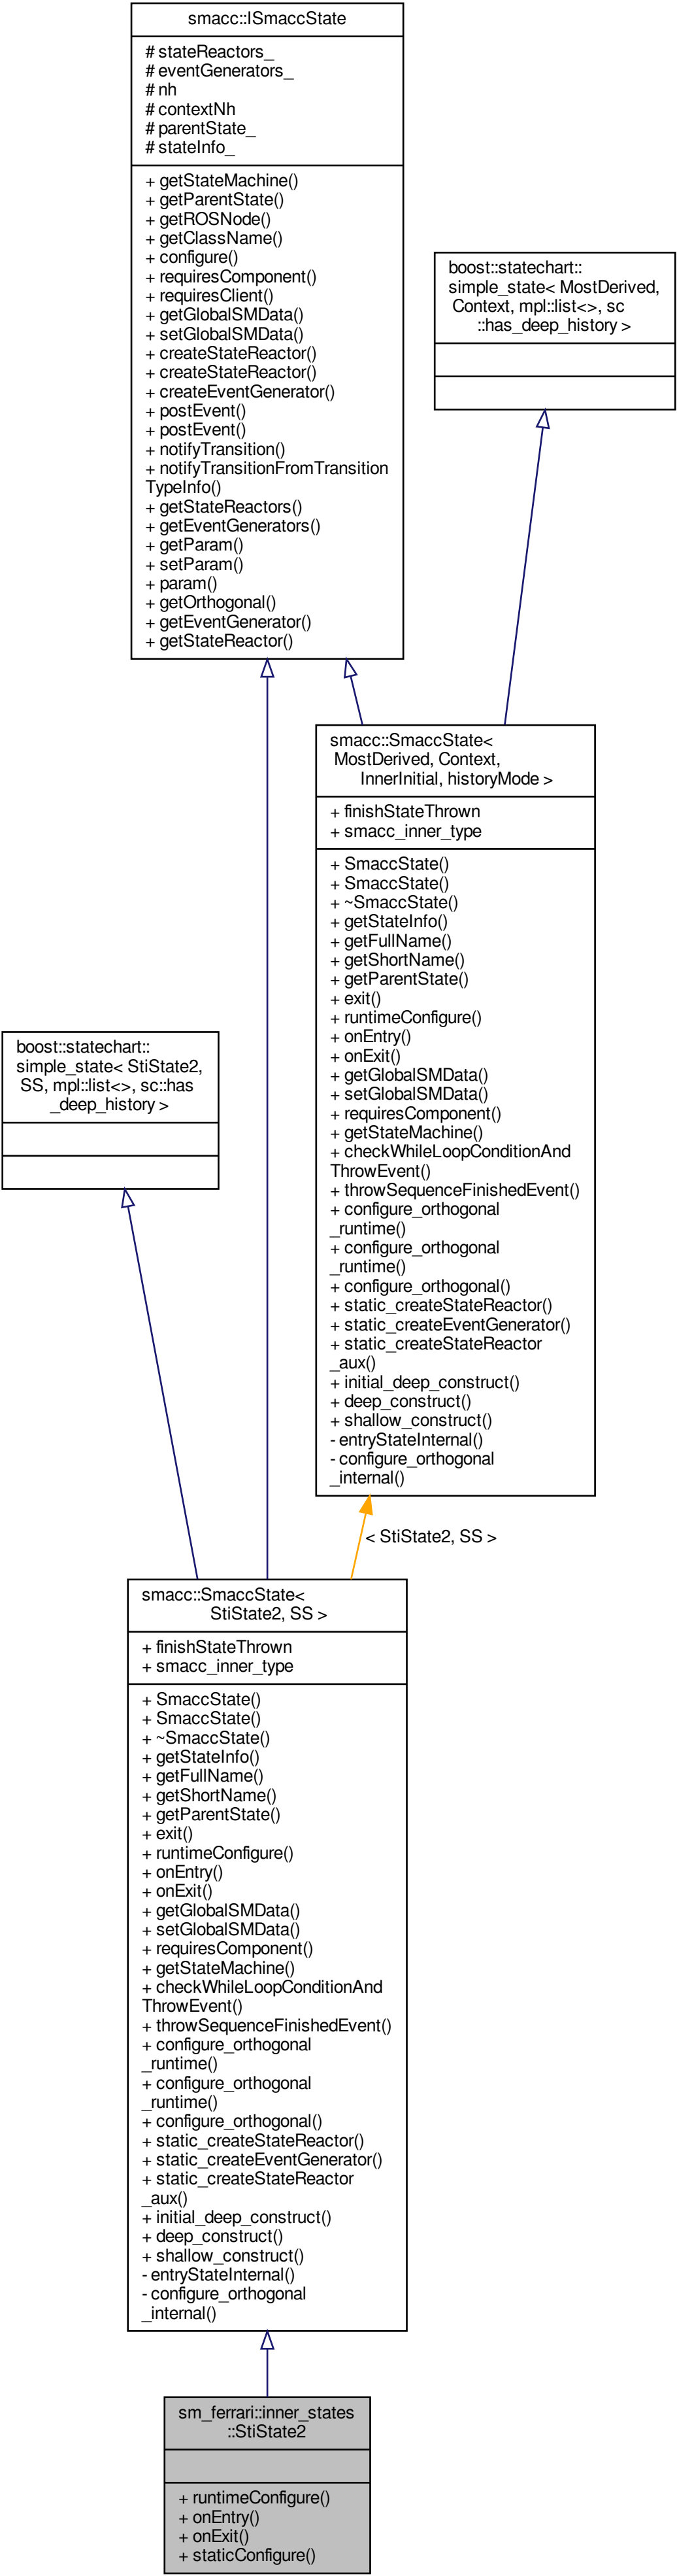 smacc::ISmaccState
# stateReactors_
# eventGenerators_
# nh
# contextNh
# parentState_
# stateInfo_
+ getStateMachine()
+ getParentState()
+ getROSNode()
+ getClassName()
+ configure()
+ requiresComponent()
+ requiresClient()
+ getGlobalSMData()
+ setGlobalSMData()
+ createStateReactor()
+ createStateReactor()
+ createEventGenerator()
+ postEvent()
+ postEvent()
+ notifyTransition()
+ notifyTransitionFromTransition
TypeInfo()
+ getStateReactors()
+ getEventGenerators()
+ getParam()
+ setParam()
+ param()
+ getOrthogonal()
+ getEventGenerator()
+ getStateReactor()
boost::statechart::
simple_state< MostDerived,
Context, mpl::list<>, sc
::has_deep_history >
smacc::SmaccState<
MostDerived, Context,
InnerInitial, historyMode >
+ finishStateThrown
+ smacc_inner_type
+ SmaccState()
+ SmaccState()
+ ~SmaccState()
+ getStateInfo()
+ getFullName()
+ getShortName()
+ getParentState()
+ exit()
+ runtimeConfigure()
+ onEntry()
+ onExit()
+ getGlobalSMData()
+ setGlobalSMData()
+ requiresComponent()
+ getStateMachine()
+ checkWhileLoopConditionAnd
ThrowEvent()
+ throwSequenceFinishedEvent()
+ configure_orthogonal
_runtime()
+ configure_orthogonal
_runtime()
+ configure_orthogonal()
+ static_createStateReactor()
+ static_createEventGenerator()
+ static_createStateReactor
_aux()
+ initial_deep_construct()
+ deep_construct()
+ shallow_construct()
- entryStateInternal()
- configure_orthogonal
_internal()
boost::statechart::
simple_state< StiState2,
SS, mpl::list<>, sc::has
_deep_history >
< StiState2, SS >
smacc::SmaccState<
StiState2, SS >
+ finishStateThrown
+ smacc_inner_type
+ SmaccState()
+ SmaccState()
+ ~SmaccState()
+ getStateInfo()
+ getFullName()
+ getShortName()
+ getParentState()
+ exit()
+ runtimeConfigure()
+ onEntry()
+ onExit()
+ getGlobalSMData()
+ setGlobalSMData()
+ requiresComponent()
+ getStateMachine()
+ checkWhileLoopConditionAnd
ThrowEvent()
+ throwSequenceFinishedEvent()
+ configure_orthogonal
_runtime()
+ configure_orthogonal
_runtime()
+ configure_orthogonal()
+ static_createStateReactor()
+ static_createEventGenerator()
+ static_createStateReactor
_aux()
+ initial_deep_construct()
+ deep_construct()
+ shallow_construct()
- entryStateInternal()
- configure_orthogonal
_internal()
sm_ferrari::inner_states
::StiState2
+ runtimeConfigure()
+ onEntry()
+ onExit()
+ staticConfigure()